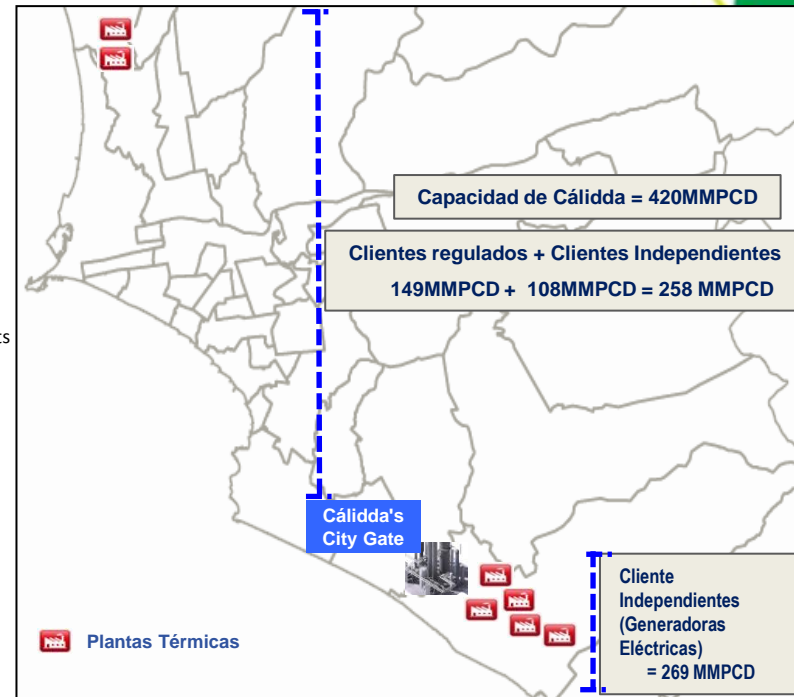 Capacidad de Cálidda = 420MMPCD
Clientes regulados + Clientes Independientes
149MMPCD + 108MMPCD = 258 MMPCD
ts
Cálidda's
City Gate
Cliente
Independientes
(Generadoras
Eléctricas)
= 269 MMPCD
Plantas Térmicas